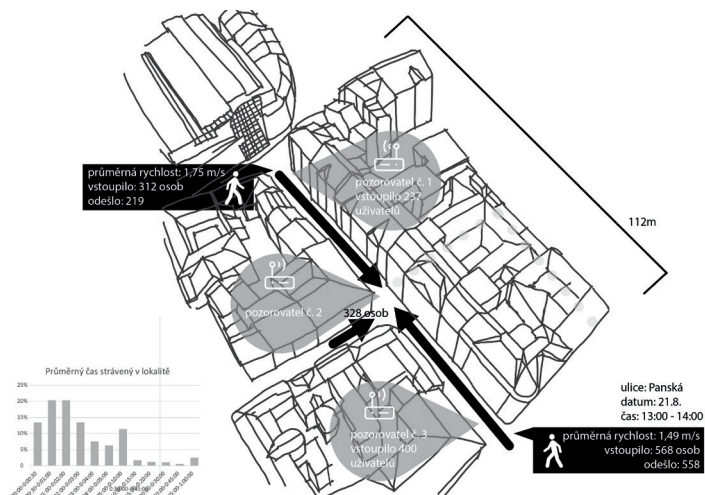 průměrná rychlost: 1,75 m/s
vstoupilo: 312 osob
odešlo: 219
pozorovatel č. 1
vstoupilo 237
uživatelů
112m
pozorovatel č. 2
328 osob
pozorovatel č. 3
vstoupilo 400
uživatelů
ulice: Panská
datum: 21.8.
čas: 13:00 - 14:00
průměrná rychlost: 1,49 m/s
vstoupilo: 568 osob
odešlo: 558
Průměrný čas strávený v lokalitě
25%
20%
15%
10%
5%
0%